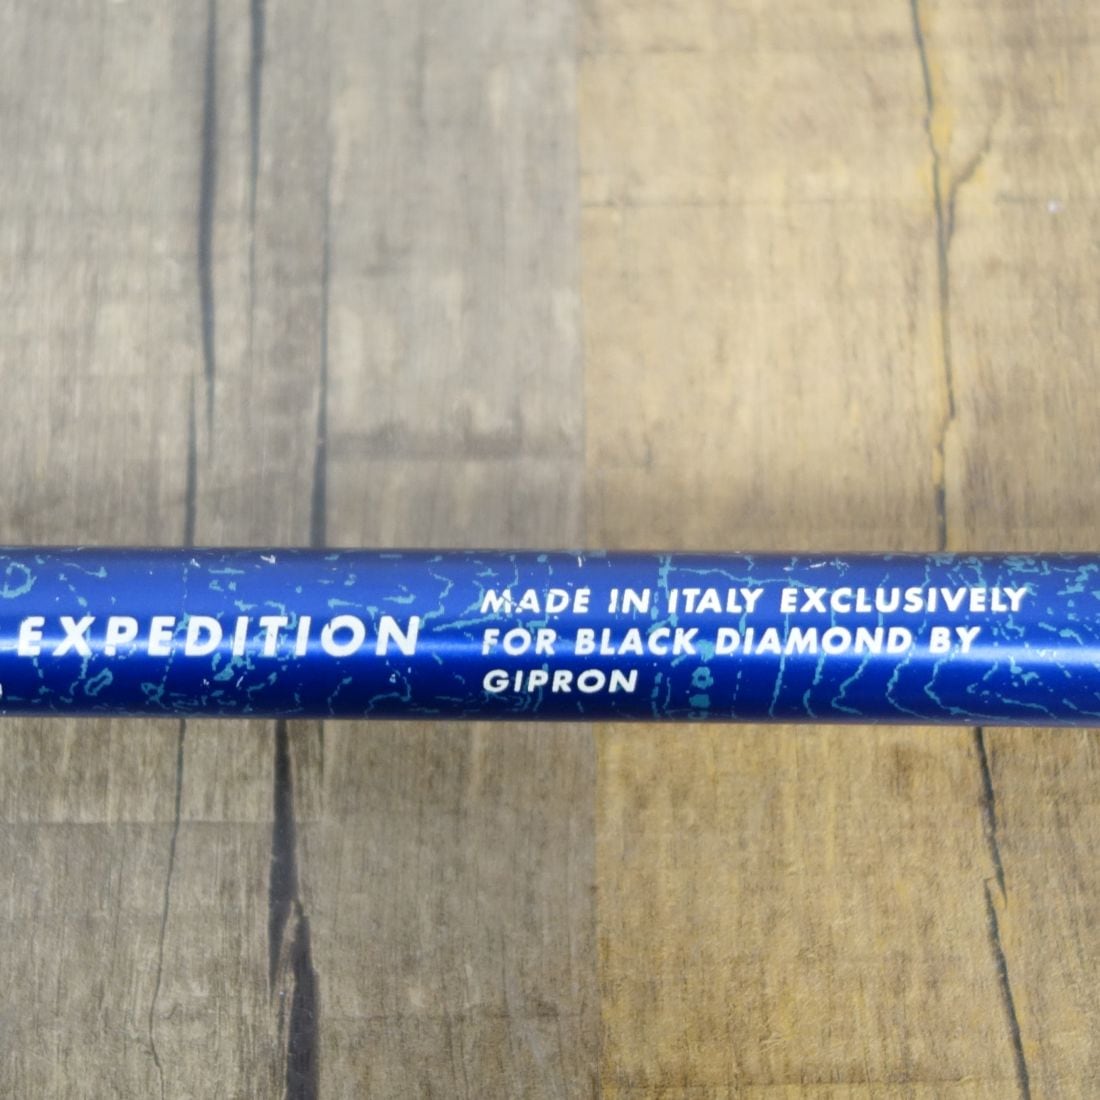 EXPEDITION
MADE IN ITALY EXCLUSIVELY
FOR BLACK DIAMOND BY
GIPRON